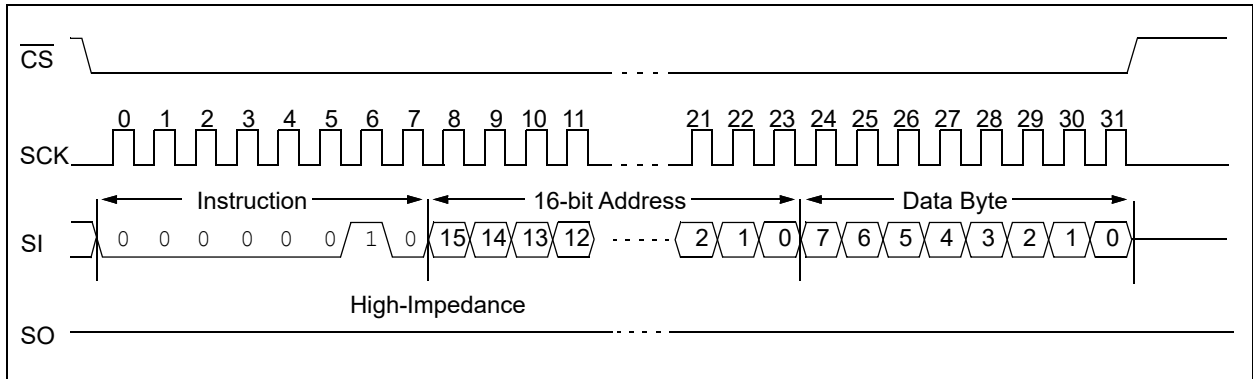 CS
0 1 2 3 4 5 6 7 8 9 10 11 21 22 23 24 25 26 27 28 29 30 31
SCK
Instruction 16-bit Address Data Byte
SI 0 0 0 0 0 0 1 0 15 14 13 12 2 1 0 7 6 5 4 3 2 1 0
High-Impedance
SO